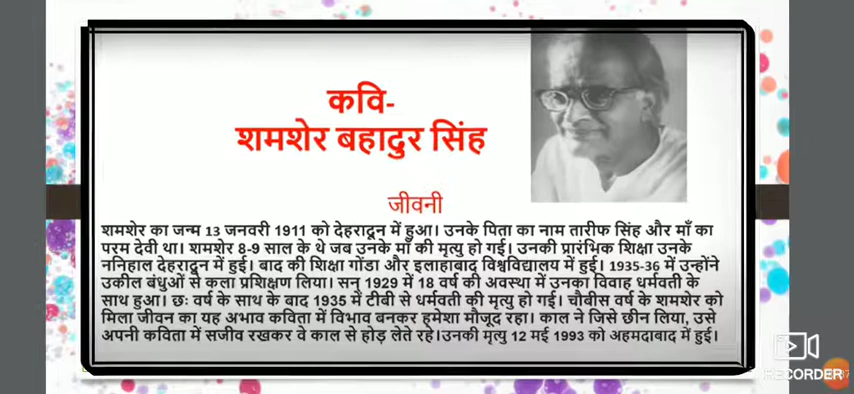 कवि-
शमशेर बहादुर सिंह
जीवनी
शमशेर का जन्म 13 जनवरी 1911 को देहरादून में हुआ। उनके पिता का नाम तारीफ सिंह और माँ का
परम देवी था। शमशेर 8-9 साल के थे जब उनके माँ की मृत्यु हो गई। उनकी प्रारंभिक शिक्षा उनके
ननिहाल देहरादून में हुई। बाद की शिक्षा गोंडा और इलाहाबाद विश्वविद्यालय में हुई। 1935-36 में उन्होंने
उकील बंधुओं से कला प्रशिक्षण लिया। सन् 1929 में 18 वर्ष की अवस्था में उनका विवाह धर्मवती के
साथ हुआ। छः वर्ष के साथ के बाद 1935 में टीबी से धर्मवती की मृत्यु हो गई। चौबीस वर्ष के शमशेर को
मिला जीवन का यह अभाव कविता में विभाव बनकर हमेशा मौजूद रहा। काल ने जिसे छीन लिया, उसे
अपनी कविता में सजीव रखकर वे काल से होड़ लेते रहे।उनकी मृत्यु 12 मई 1993 को अहमदाबाद में हुई।
RECORDER